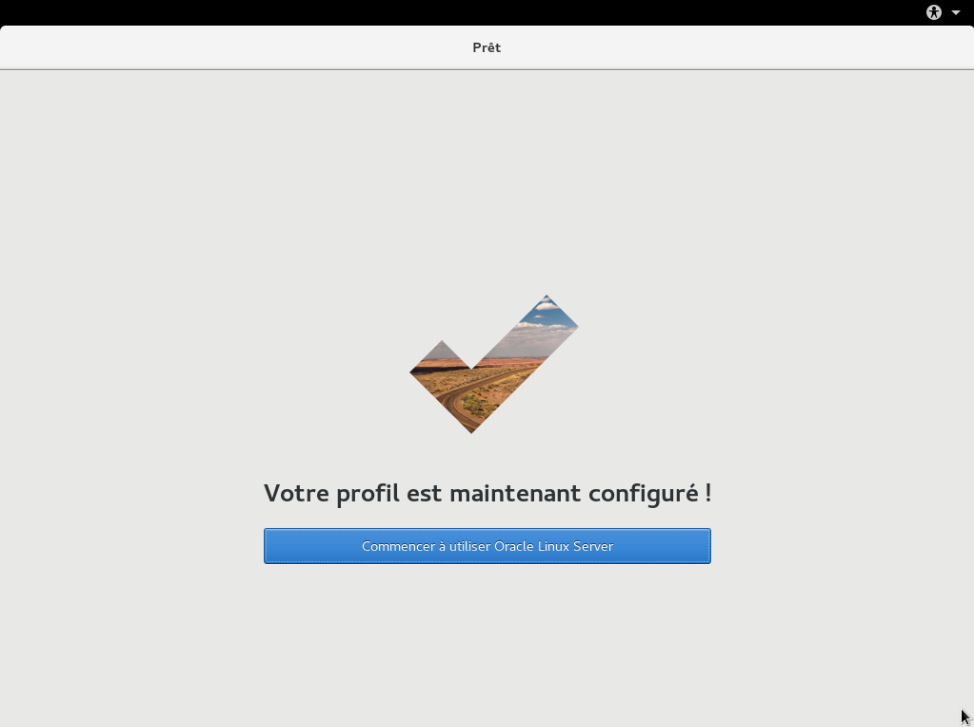 Prêt
Votre profil est maintenant configuré !
Commencer à utiliser Oracle Linux Server